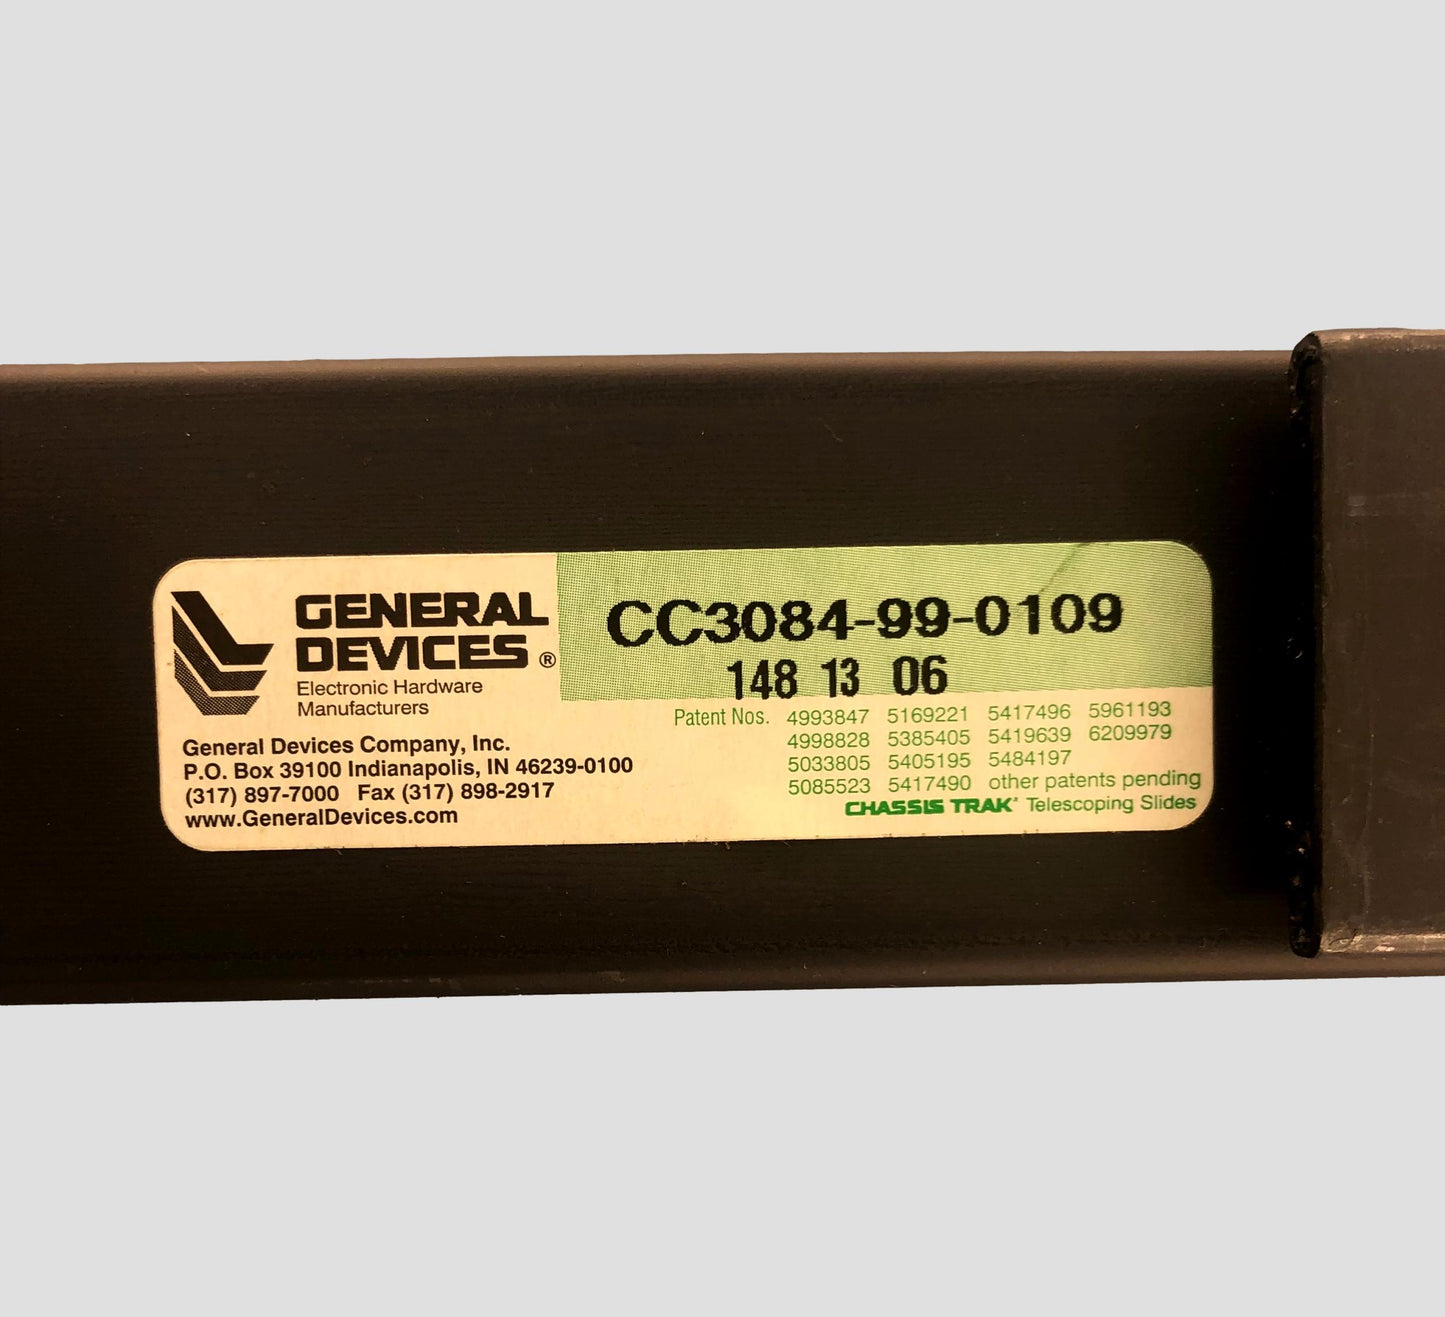 GENERAL
DEVICES®
Electronic Hardware
Manufacturers
General Devices Company, Inc.
P.O. Box 39100 Indianapolis, IN 46239-0100
(317) 897-7000 Fax (317) 898-2917
www.GeneralDevices.com
CC3084-99-0109
148 13 06
Patent Nos. 4993847 5169221 5417496 5961193
4998828 5385405 5419639 6209979
5033805 5405195 5484197
5085523 5417490 other patents pending
CHASSIS TRAK® Telescoping Slides